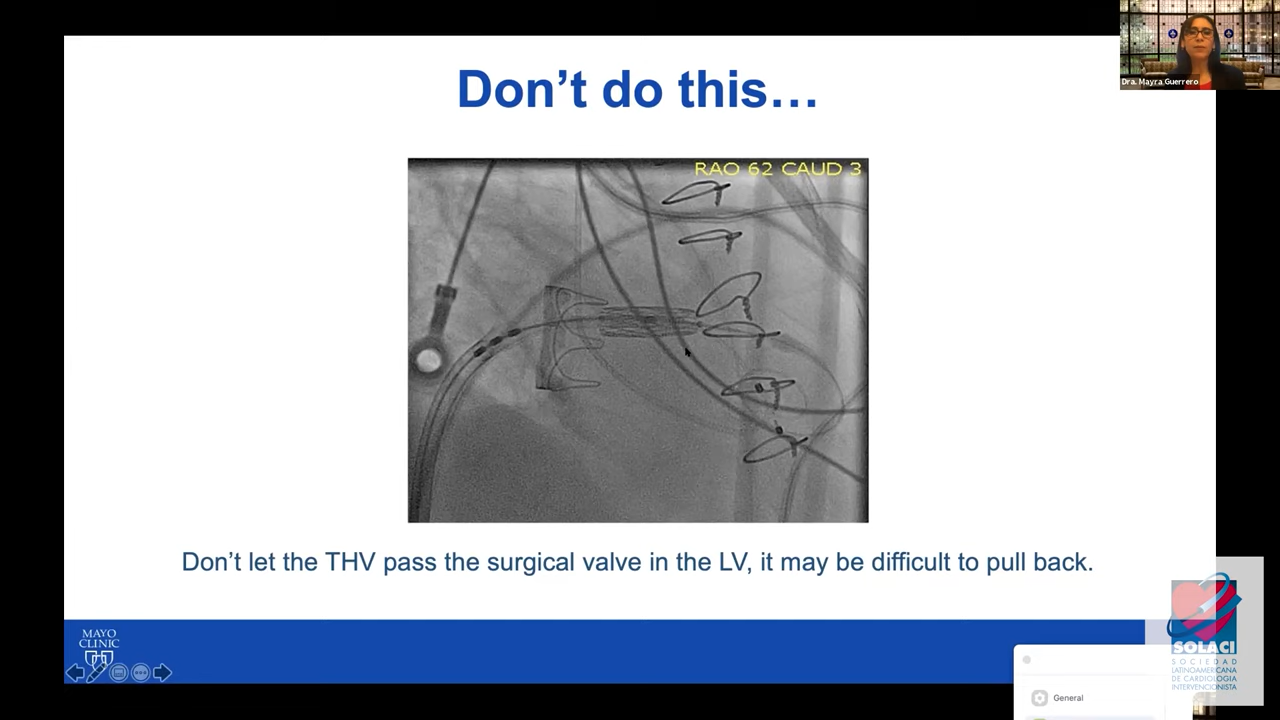 Don't do this…
Dra. Mayra Guerrero
RAO 62 CAUD 3
Don't let the THV pass the surgical valve in the LV, it may be difficult to pull back.
MAYO
CLINIC
SOLACI
SOCIEDAD
LATINOAMERICANA
DE CARDIOLOGIA
INTERVENCIONISTA
General